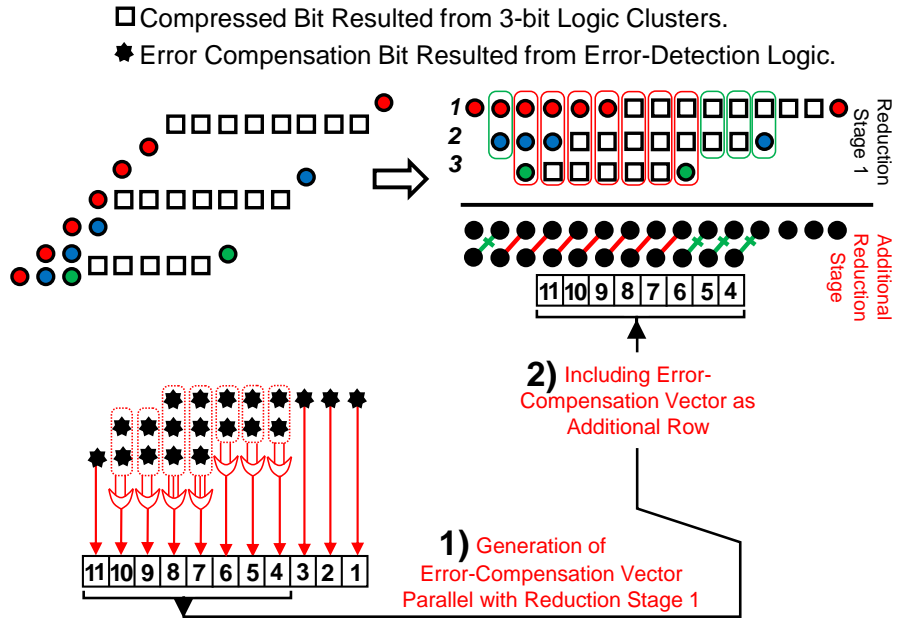 Compressed Bit Resulted from 3-bit Logic Clusters.
Error Compensation Bit Resulted from Error-Detection Logic.
1
2
3
Reduction
Stage 1
Additional
Reduction
Stage
11 10 9 8 7 6 5 4
2) Including Error-
Compensation Vector as
Additional Row
1) Generation of
Error-Compensation Vector
Parallel with Reduction Stage 1
11 10 9 8 7 6 5 4 3 2 1